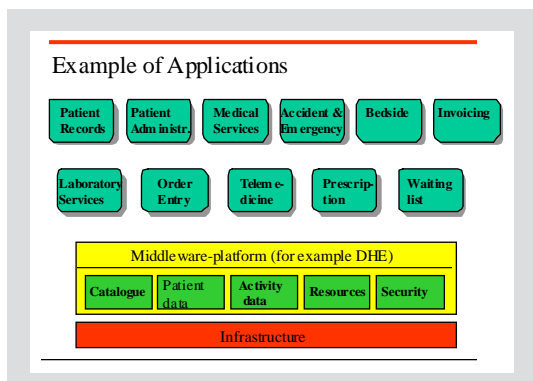 Example of Applications
Patient Records
Patient Administr.
Medical Services
Accident & Emergency
Bedside
Invoicing
Laboratory Services
Order Entry
Teleme-
dicine
Prescrip-
tion
Waiting list
Middleware-platform (for example DHE)
Catalogue
Patient data
Activity data
Resources
Security
Infrastructure